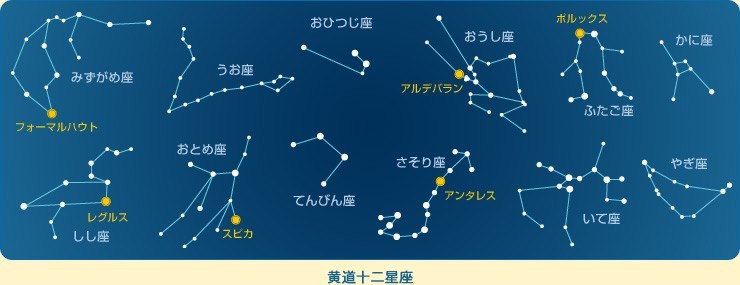 みずがめ座
フォーマルハウト
うお座
おひつじ座
おうし座
アルデバラン
ポルックス
ふたご座
かに座
しし座
レグルス
おとめ座
スピカ
てんびん座
さそり座
アンタレス
いて座
やぎ座
黄道十二星座